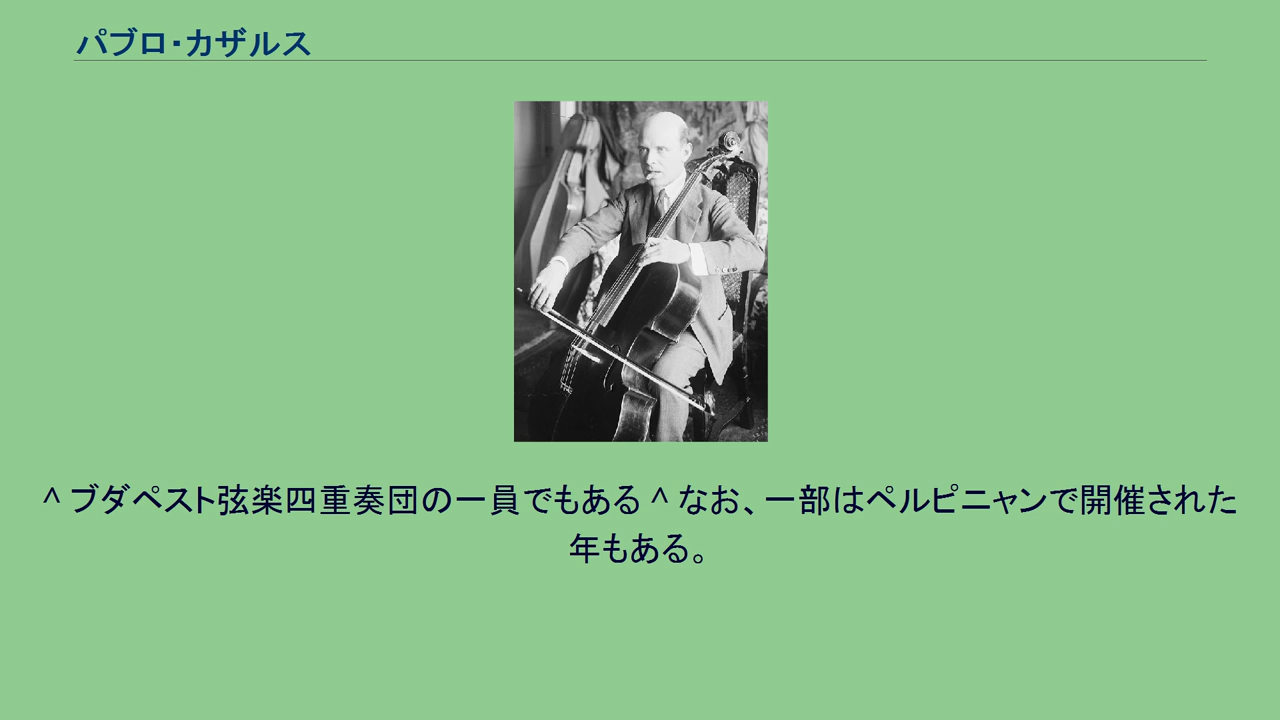 パブロ・カザルス
^ ブダペスト弦楽四重奏団の一員でもある ^ なお、一部はペルピニャンで開催された
年もある。